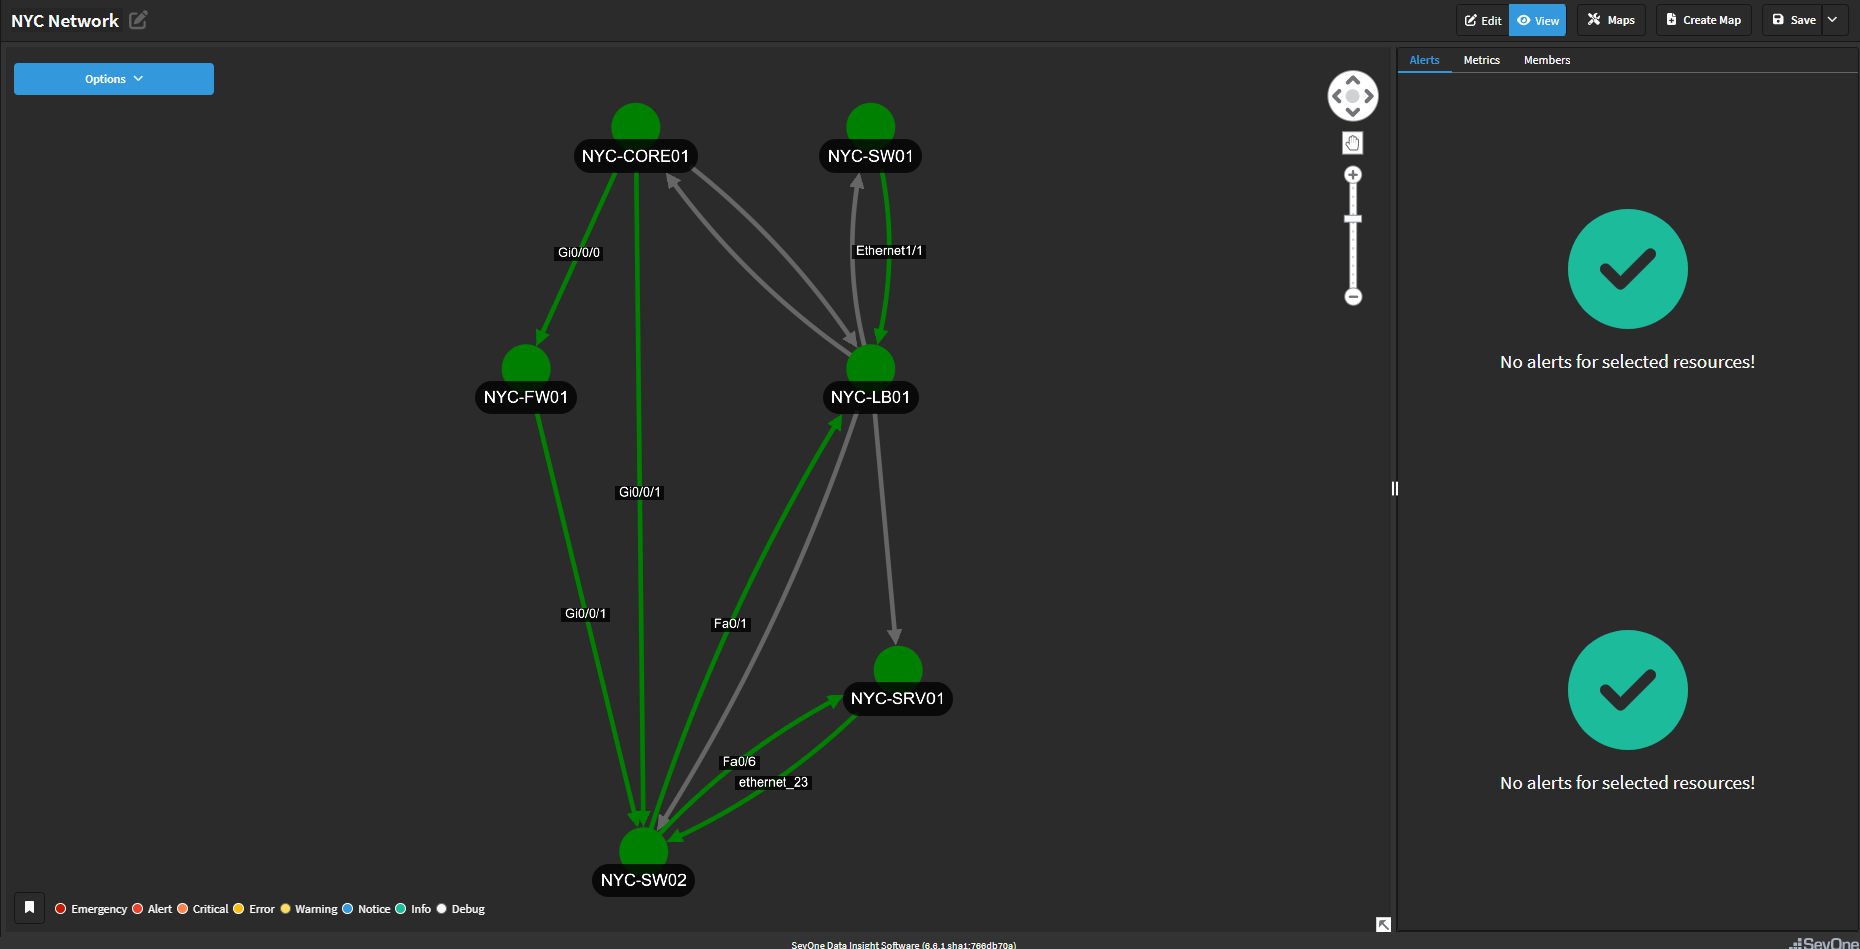 NYC Network
Edit
View
Maps
Create Map
Save
Options
Alerts
Metrics
Members
NYC-CORE01
NYC-SW01
Gi0/0/0
Ethernet1/1
No alerts for selected resources!
NYC-FW01
NYC-LB01
Gi0/0/1
Gi0/0/1
Fa0/1
NYC-SRV01
Fa0/6
ethernet_23
No alerts for selected resources!
NYC-SW02
Emergency Alert Critical Error Warning Notice Info Debug
SevOne Data Insight Software (6.6.1 sha1:766db70a)
SevOne